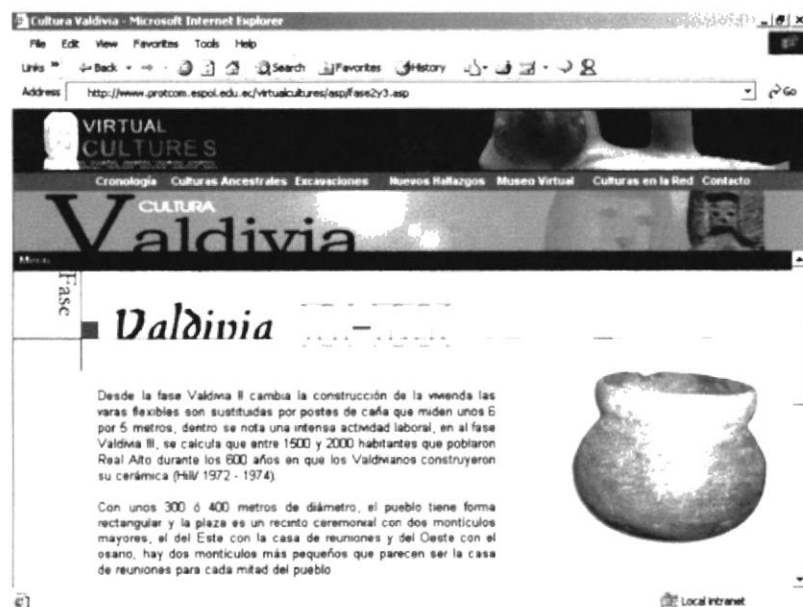 Cultura Valdivia - Microsoft Internet Explorer
File Edit View Favorites Tools Help
Links » Back Search Favorites History
Address http://www.protcom.espol.edu.ec/virtualcultures/asp/fase2y3.asp Go
VIRTUAL
CULTURES
Cronología Culturas Ancestrales Excavaciones Nuevos Hallazgos Museo Virtual Culturas en la Red Contacto
CULTURA
Valdivia
Menu
Fase
Valdivia
Desde la fase Valdivia II cambia la construcción de la vivienda las
varas flexibles son sustituidas por postes de caña que miden unos 6
por 5 metros, dentro se nota una intensa actividad laboral, en al fase
Valdivia III, se calcula que entre 1500 y 2000 habitantes que poblaron
Real Alto durante los 600 años en que los Valdivianos construyeron
su cerámica (Hill/ 1972 - 1974).
Con unos 300 ó 400 metros de diámetro, el pueblo tiene forma
rectangular y la plaza es un recinto ceremonial con dos montículos
mayores, el del Este con la casa de reuniones y del Oeste con el
osario, hay dos montículos más pequeños que parecen ser la casa
de reuniones para cada mitad del pueblo
Local intranet